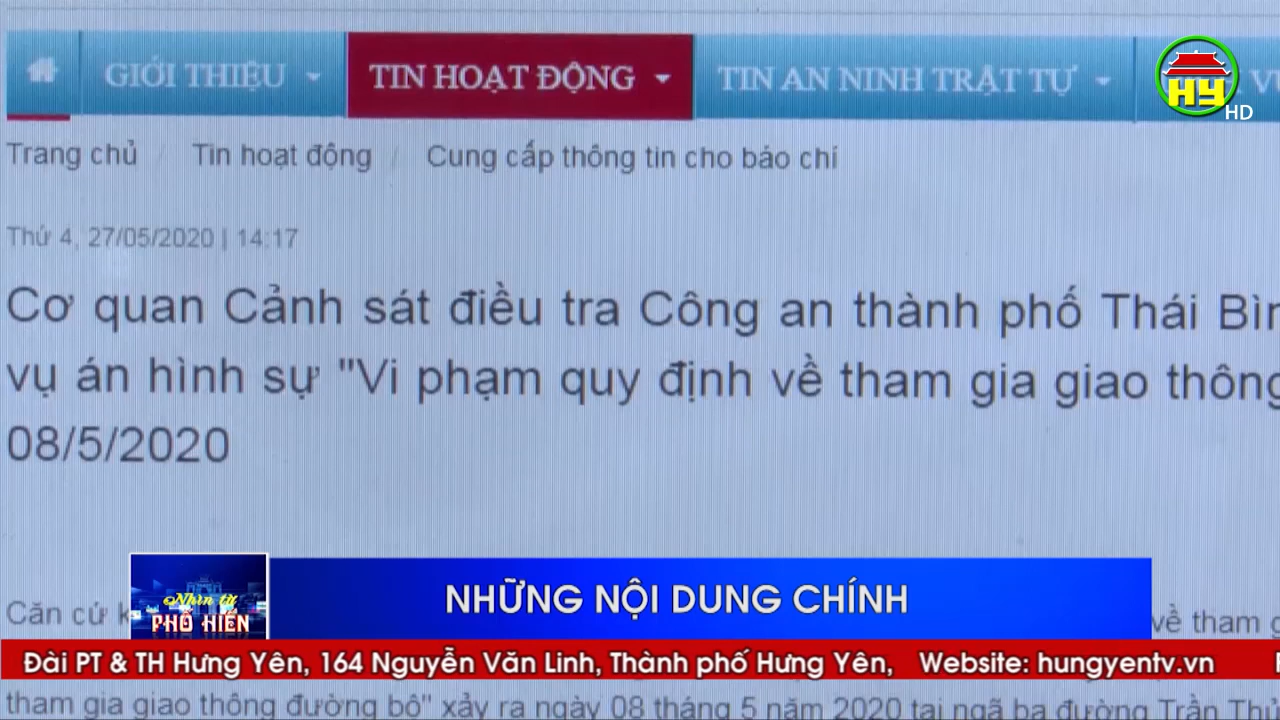 GIỚI THIỆU
TIN HOẠT ĐỘNG
TIN AN NINH TRẬT TỰ
HY
HD
Trang chủ / Tin hoạt động / Cung cấp thông tin cho báo chí
Thứ 4, 27/05/2020 | 14:17
Cơ quan Cảnh sát điều tra Công an thành phố Thái
vụ án hình sự "Vi phạm quy định về tham gia giao thông
08/5/2020
NHỮNG NỘI DUNG CHÍNH
Nhìn từ
PHỐ HIẾN
Căn cứ
về tham
Đài PT & TH Hưng Yên, 164 Nguyễn Văn Linh, Thành phố Hưng Yên, Website: hungyentv.vn
tham gia giao thông đường bộ" xảy ra ngày 08 tháng 5 năm 2020 tại ngã ba đường Trần